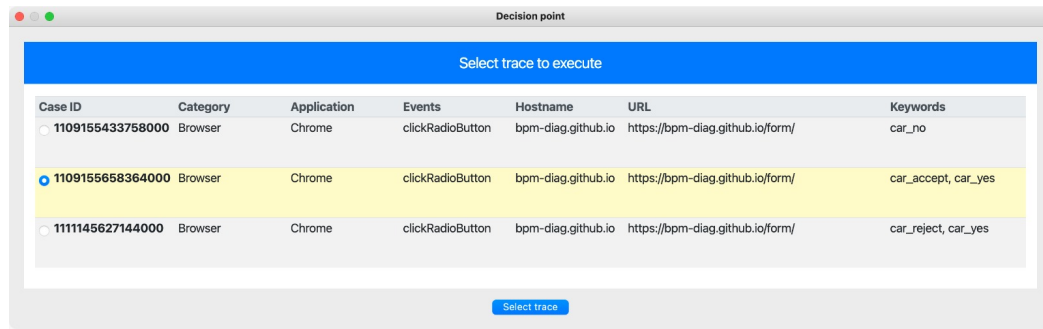 Decision point
Select trace to execute
Case ID Category Application Events Hostname URL Keywords
1109155433758000 Browser Chrome clickRadioButton bpm-diag.github.io https://bpm-diag.github.io/form/ car_no
1109155658364000 Browser Chrome clickRadioButton bpm-diag.github.io https://bpm-diag.github.io/form/ car_accept, car_yes
1111145627144000 Browser Chrome clickRadioButton bpm-diag.github.io https://bpm-diag.github.io/form/ car_reject, car_yes
Select trace